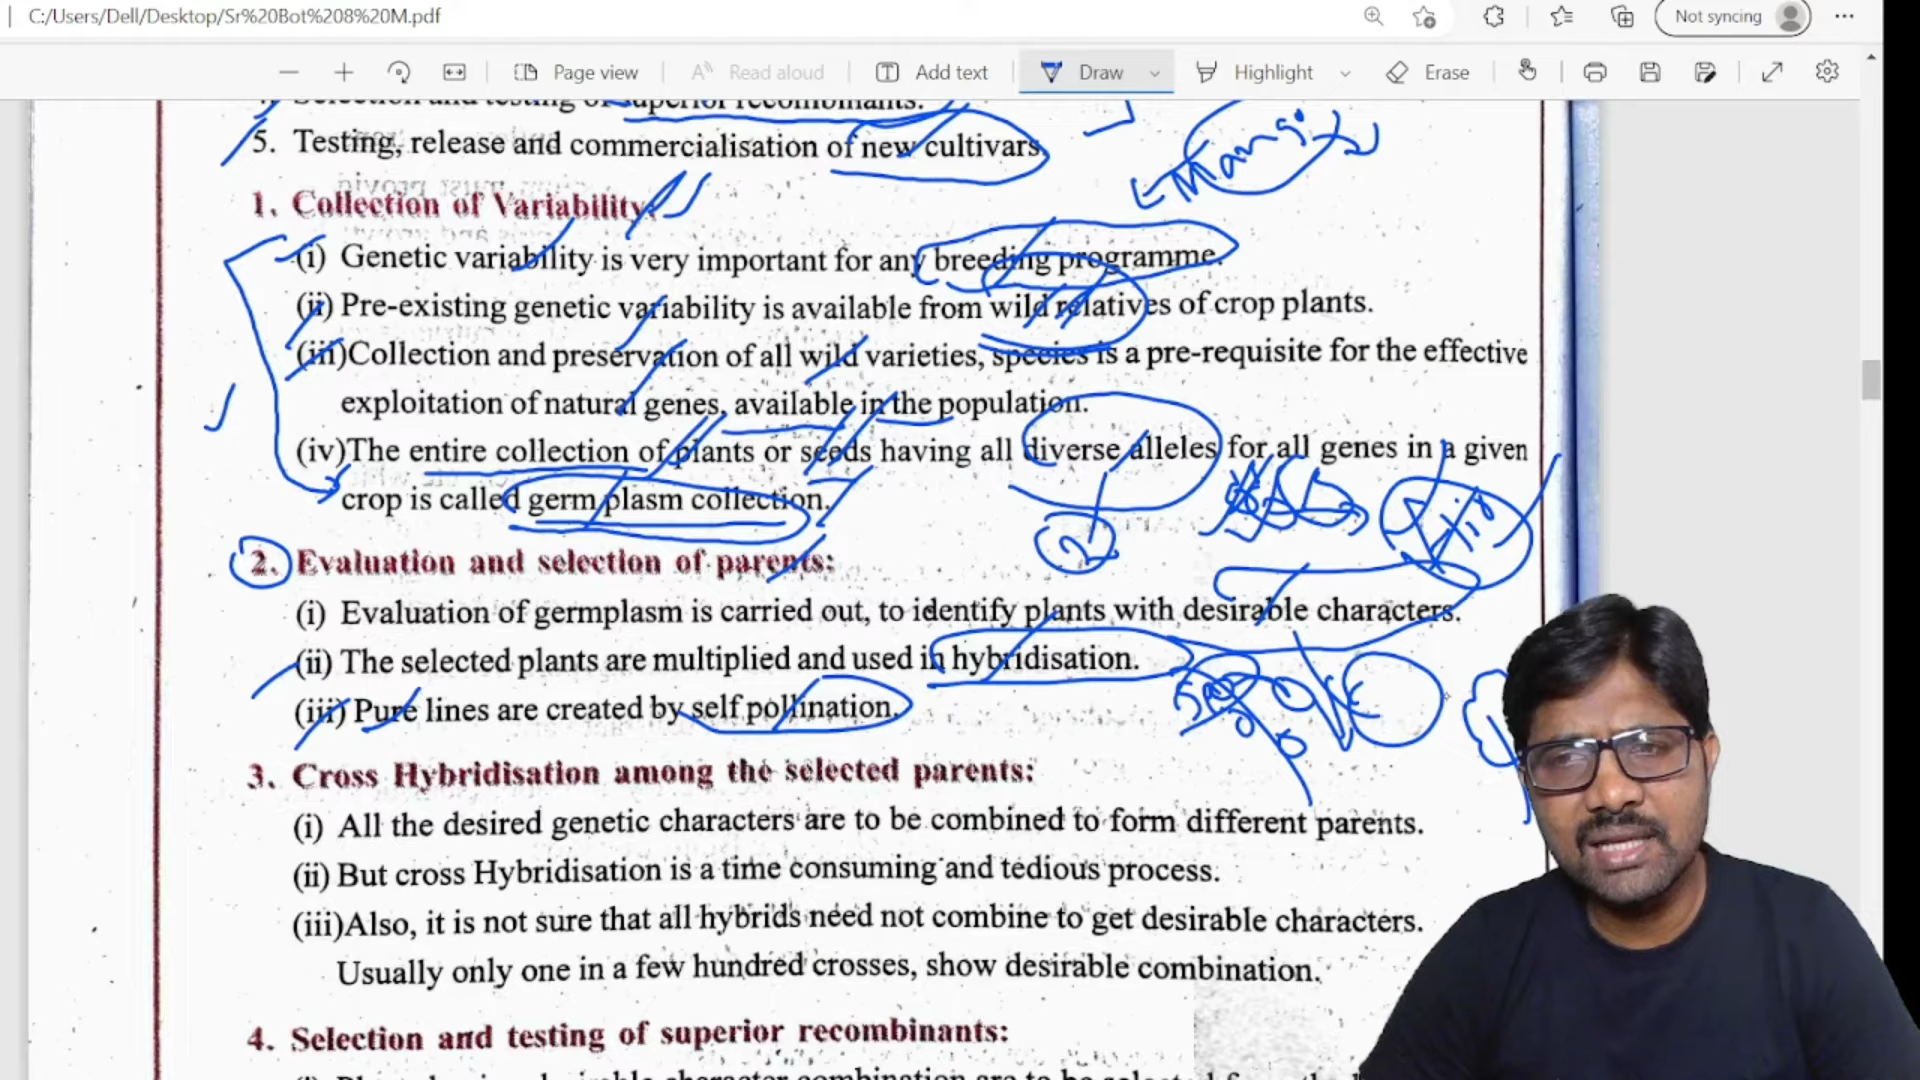 C:/Users/Dell/Desktop/Sr%20Bot%208%20M.pdf
Not syncing
Page view
Read aloud
Add text
Draw
Highlight
Erase
Selection and testing of superior recombinants.
5. Testing, release and commercialisation of new cultivars
Mango
1. Collection of Variability:
(i) Genetic variability is very important for any breeding programme.
(ii) Pre-existing genetic variability is available from wild relatives of crop plants.
(iii)Collection and preservation of all wild varieties, species is a pre-requisite for the effective
exploitation of natural genes, available in the population.
(iv)The entire collection of plants or seeds having all diverse alleles for all genes in a given
crop is called germ plasm collection.
2. Evaluation and selection of parents:
(i) Evaluation of germplasm is carried out, to identify plants with desirable characters.
(ii) The selected plants are multiplied and used in hybridisation.
(iii) Pure lines are created by self pollination.
3. Cross Hybridisation among the selected parents:
(i) All the desired genetic characters are to be combined to form different parents.
(ii) But cross Hybridisation is a time consuming and tedious process.
(iii)Also, it is not sure that all hybrids need not combine to get desirable characters.
Usually only one in a few hundred crosses, show desirable combination.
4. Selection and testing of superior recombinants: